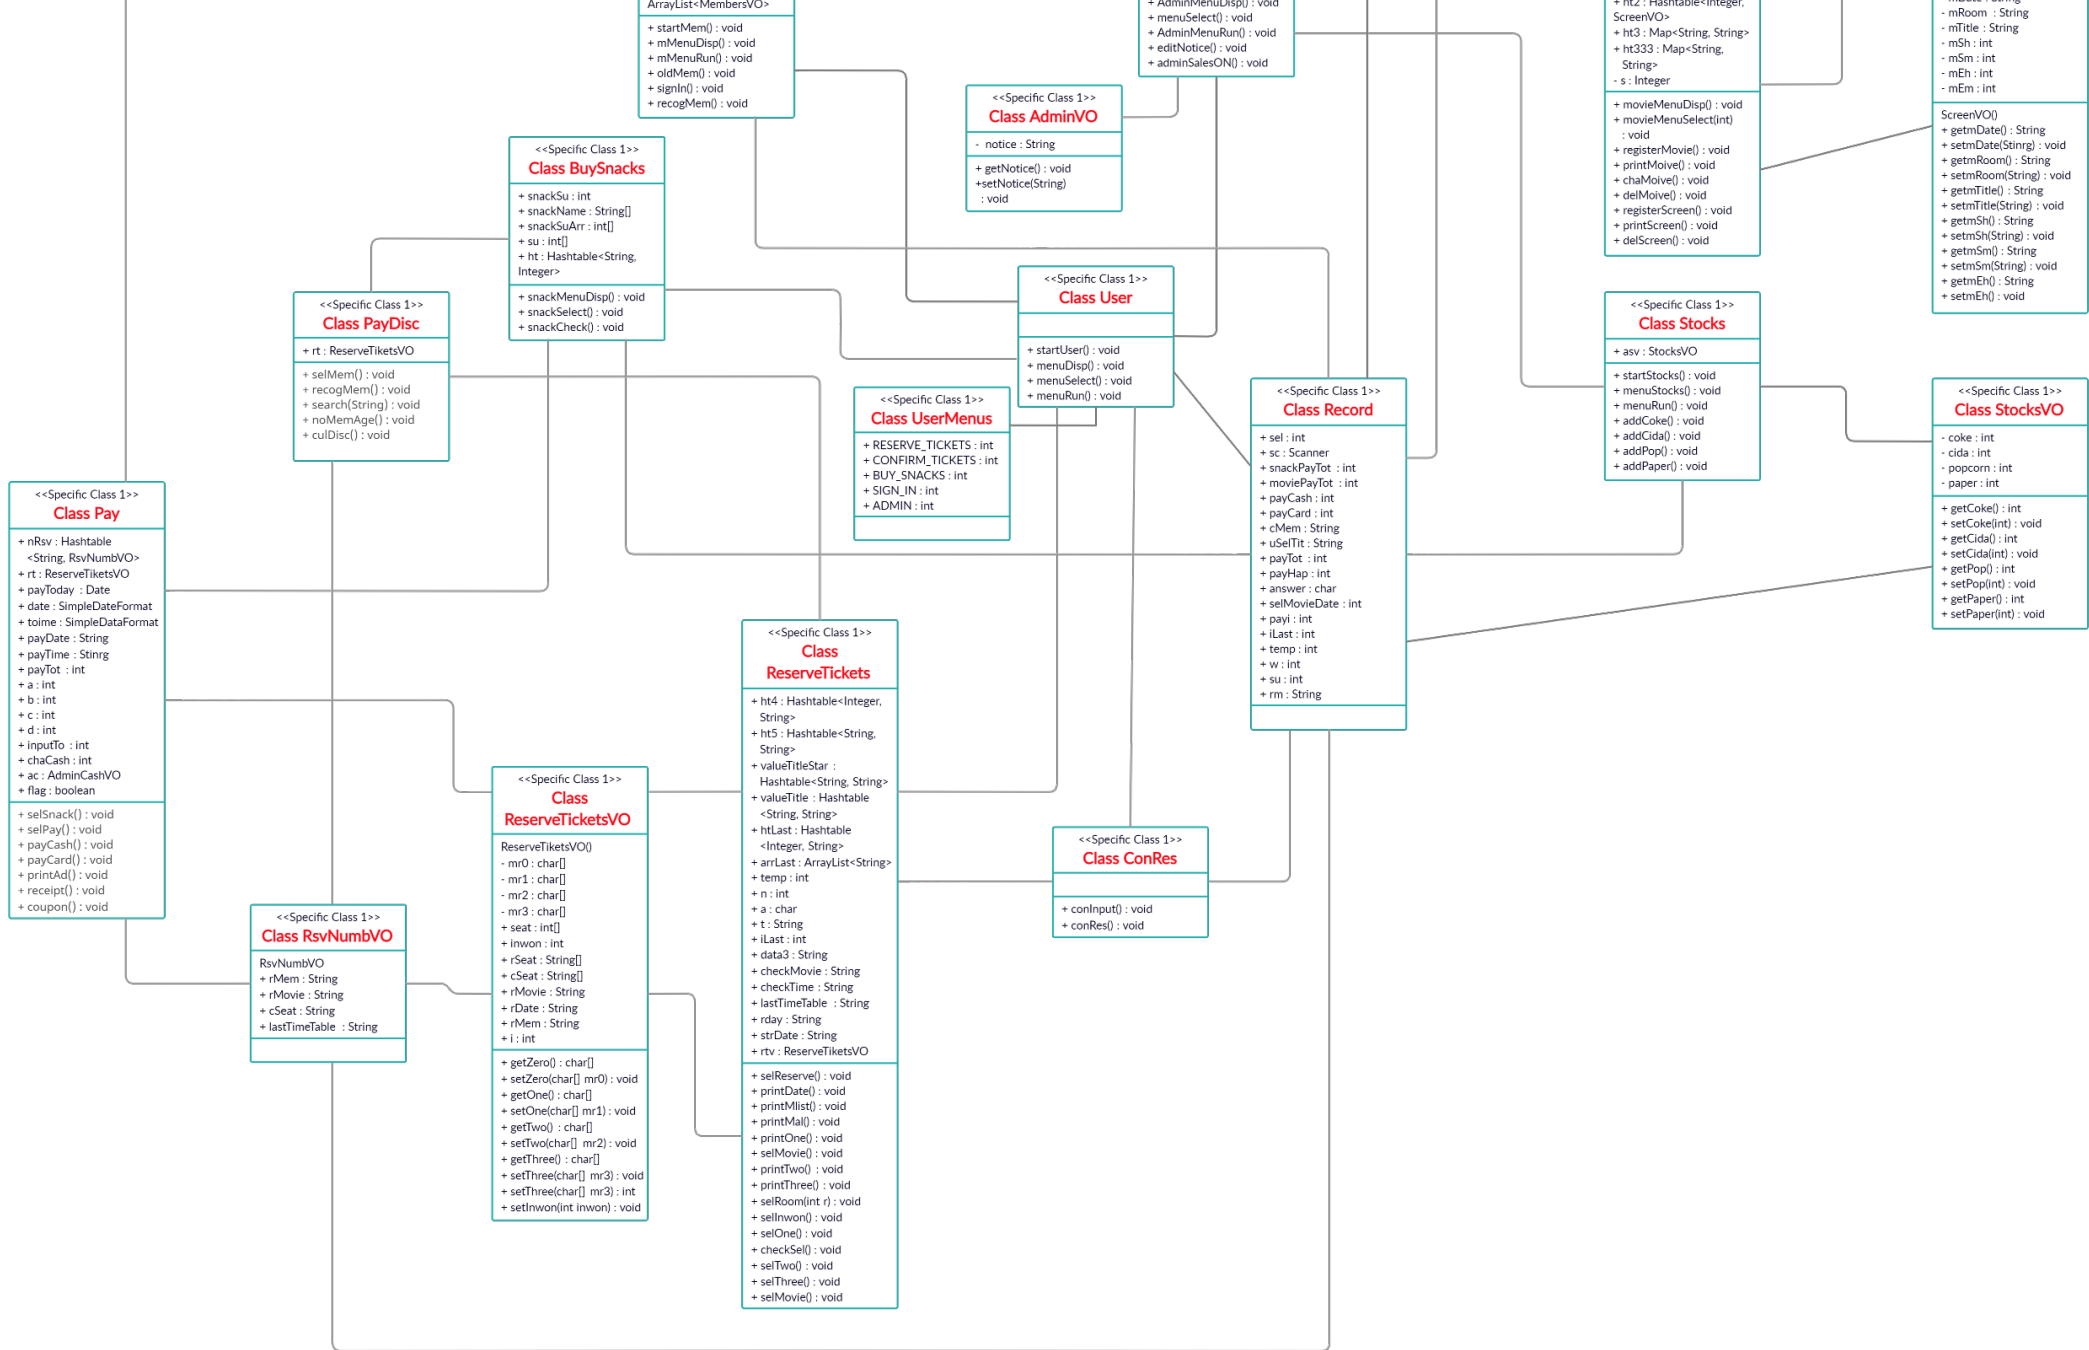 ArrayList<MembersVO>
+ startMem() : void
+ mMenuDisp() : void
+ mMenuRun() : void
+ oldMem() : void
+ signIn() : void
+ recogMem() : void
+ AdminMenuDisp() : void
+ menuSelect() : void
+ AdminMenuRun() : void
+ editNotice() : void
+ adminSalesON() : void
+ ht2 : Hashtable<Integer,
ScreenVO>
+ ht3 : Map<String, String>
+ ht333 : Map<String,
String>
- s : Integer
+ movieMenuDisp() : void
+ movieMenuSelect(int)
: void
+ registerMovie() : void
+ printMoive() : void
+ chaMoive() : void
+ delMoive() : void
+ registerScreen() : void
+ printScreen() : void
+ delScreen() : void
- mRoom : String
- mTitle : String
- mSh : int
- mSm : int
- mEh : int
- mEm : int
ScreenVO()
+ getmDate() : String
+ setmDate(Stinrg) : void
+ getmRoom() : String
+ setmRoom(String) : void
+ getmTitle() : String
+ setmTitle(String) : void
+ getmSh() : String
+ setmSh(String) : void
+ getmSm() : String
+ setmSm(String) : void
+ getmEh() : String
+ setmEh() : void
<<Specific Class 1>>
Class AdminVO
- notice : String
+ getNotice() : void
+setNotice(String)
: void
<<Specific Class 1>>
Class BuySnacks
+ snackSu : int
+ snackName : String[]
+ snackSuArr : int[]
+ su : int[]
+ ht : Hashtable<String,
Integer>
+ snackMenuDisp() : void
+ snackSelect() : void
+ snackCheck() : void
<<Specific Class 1>>
Class User
+ startUser() : void
+ menuDisp() : void
+ menuSelect() : void
+ menuRun() : void
<<Specific Class 1>>
Class PayDisc
+ rt : ReserveTiketsVO
+ selMem() : void
+ recogMem() : void
+ search(String) : void
+ noMemAge() : void
+ culDisc() : void
<<Specific Class 1>>
Class Stocks
+ asv : StocksVO
+ startStocks() : void
+ menuStocks() : void
+ menuRun() : void
+ addCoke() : void
+ addCida() : void
+ addPop() : void
+ addPaper() : void
<<Specific Class 1>>
Class UserMenus
+ RESERVE_TICKETS : int
+ CONFIRM_TICKETS : int
+ BUY_SNACKS : int
+ SIGN_IN : int
+ ADMIN : int
<<Specific Class 1>>
Class Record
+ sel : int
+ sc : Scanner
+ snackPayTot : int
+ moviePayTot : int
+ payCash : int
+ payCard : int
+ cMem : String
+ uSelTit : String
+ payTot : int
+ payHap : int
+ answer : char
+ selMovieDate : int
+ payi : int
+ iLast : int
+ temp : int
+ w : int
+ su : int
+ rm : String
<<Specific Class 1>>
Class StocksVO
- coke : int
- cida : int
- popcorn : int
- paper : int
+ getCoke() : int
+ setCoke(int) : void
+ getCida() : int
+ setCida(int) : void
+ getPop() : int
+ setPop(int) : void
+ getPaper() : int
+ setPaper(int) : void
<<Specific Class 1>>
Class Pay
+ nRsv : Hashtable
<String, RsvNumbVO>
+ rt : ReserveTiketsVO
+ payToday : Date
+ date : SimpleDateFormat
+ toime : SimpleDataFormat
+ payDate : String
+ payTime : Stinrg
+ payTot : int
+ a : int
+ b : int
+ c : int
+ d : int
+ inputTo : int
+ chaCash : int
+ ac : AdminCashVO
+ flag : boolean
+ selSnack() : void
+ selPay() : void
+ payCash() : void
+ payCard() : void
+ printAd() : void
+ receipt() : void
+ coupon() : void
<<Specific Class 1>>
Class
ReserveTickets
+ ht4 : Hashtable<Integer,
String>
+ ht5 : Hashtable<String,
String>
+ valueTitleStar :
Hashtable<String, String>
+ valueTitle : Hashtable
<String, String>
+ htLast : Hashtable
<Integer, String>
+ arrLast : ArrayList<String>
+ temp : int
+ n : int
+ a : char
+ t : String
+ iLast : int
+ data3 : String
+ checkMovie : String
+ checkTime : String
+ lastTimeTable : String
+ rday : String
+ strDate : String
+ rtv : ReserveTiketsVO
+ selReserve() : void
+ printDate() : void
+ printMlist() : void
+ printMal() : void
+ printOne() : void
+ selMovie() : void
+ printTwo() : void
+ printThree() : void
+ selRoom(int r) : void
+ selInwon() : void
+ selOne() : void
+ checkSel() : void
+ selTwo() : void
+ selThree() : void
+ selMovie() : void
<<Specific Class 1>>
Class
ReserveTicketsVO
ReserveTiketsVO()
- mr0 : char[]
- mr1 : char[]
- mr2 : char[]
- mr3 : char[]
+ seat : int[]
+ inwon : int
+ rSeat : String[]
+ cSeat : String[]
+ rMovie : String
+ rDate : String
+ rMem : String
+ i : int
+ getZero() : char[]
+ setZero(char[] mr0) : void
+ getOne() : char[]
+ setOne(char[] mr1) : void
+ getTwo() : char[]
+ setTwo(char[] mr2) : void
+ getThree() : char[]
+ setThree(char[] mr3) : void
+ setThree(char[] mr3) : int
+ setInwon(int inwon) : void
<<Specific Class 1>>
Class ConRes
+ conInput() : void
+ conRes() : void
<<Specific Class 1>>
Class RsvNumbVO
RsvNumbVO
+ rMem : String
+ rMovie : String
+ cSeat : String
+ lastTimeTable : String